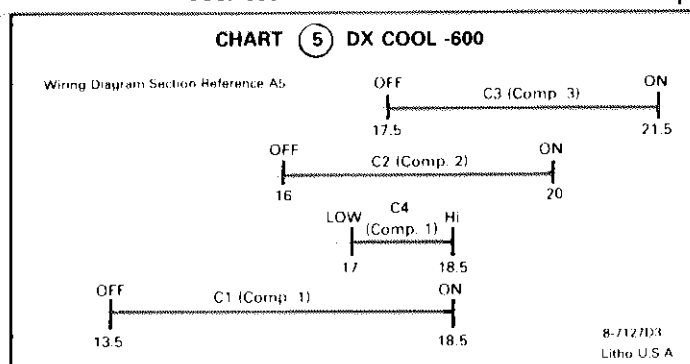 CHART 5 DX COOL -600
Wiring Diagram Section Reference A5
OFF C3 (Comp. 3) ON
17.5 21.5
OFF C2 (Comp. 2) ON
16 20
LOW C4 Hi
(Comp. 1)
17 18.5
OFF C1 (Comp. 1) ON
13.5 18.5
8-7127D3
Litho U.S.A